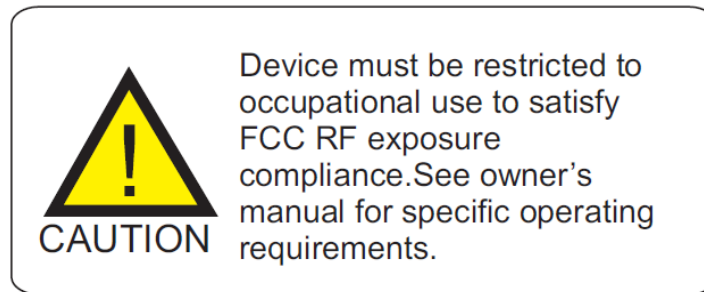 Device must be restricted to
occupational use to satisfy
FCC RF exposure
compliance.See owner’s
manual for specific operating
requirements.
!
CAUTION